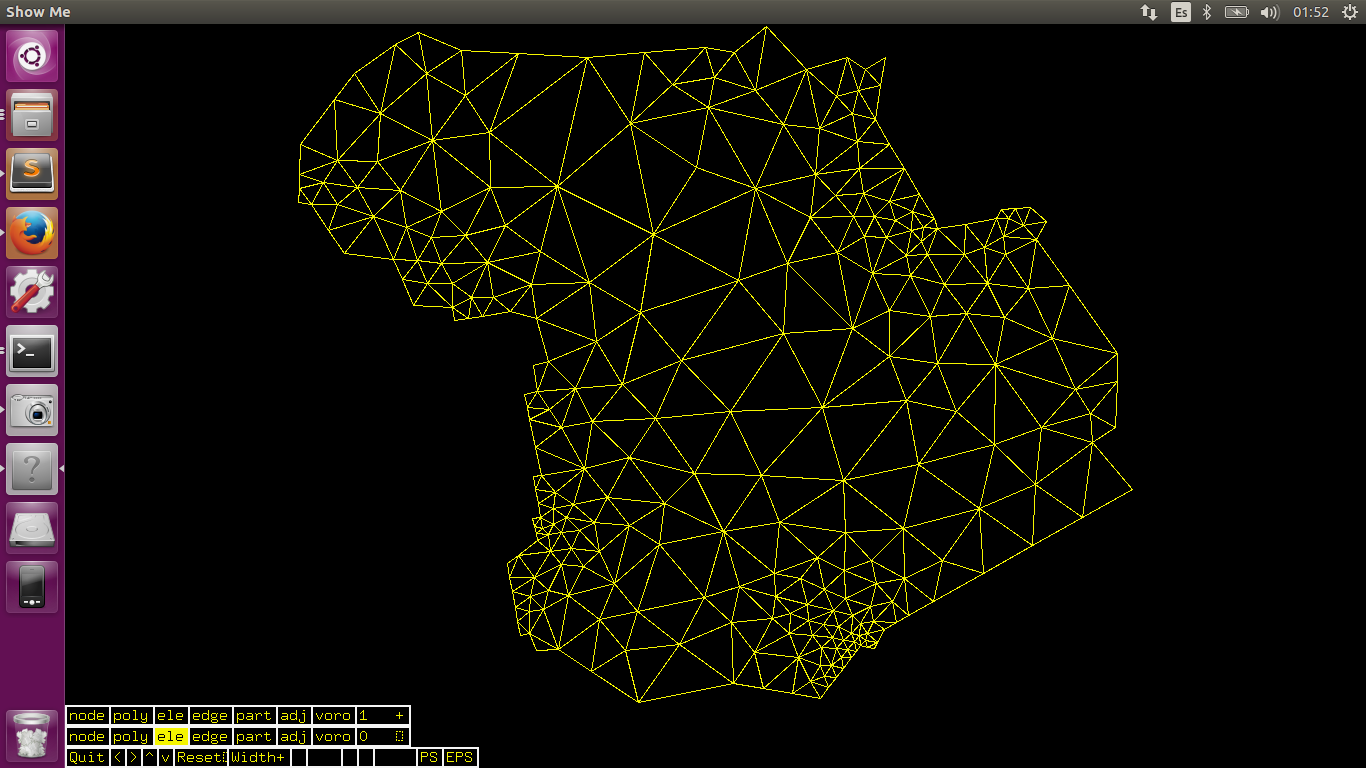 Show Me Es 01:52
node poly ele edge part adj voro 1 +
node poly ele edge part adj voro 0
Quit < > ^ v Reset Width+ PS EPS